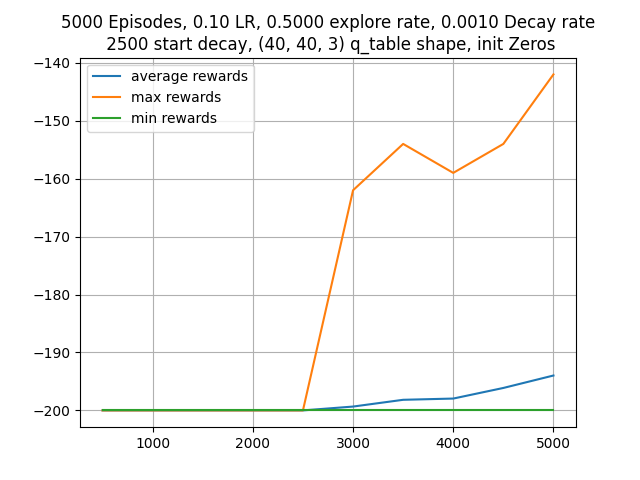 5000 Episodes, 0.10 LR, 0.5000 explore rate, 0.0010 Decay rate
2500 start decay, (40, 40, 3) q_table shape, init Zeros
average rewards
max rewards
min rewards
−140
−150
−160
−170
−180
−190
−200
1000 2000 3000 4000 5000